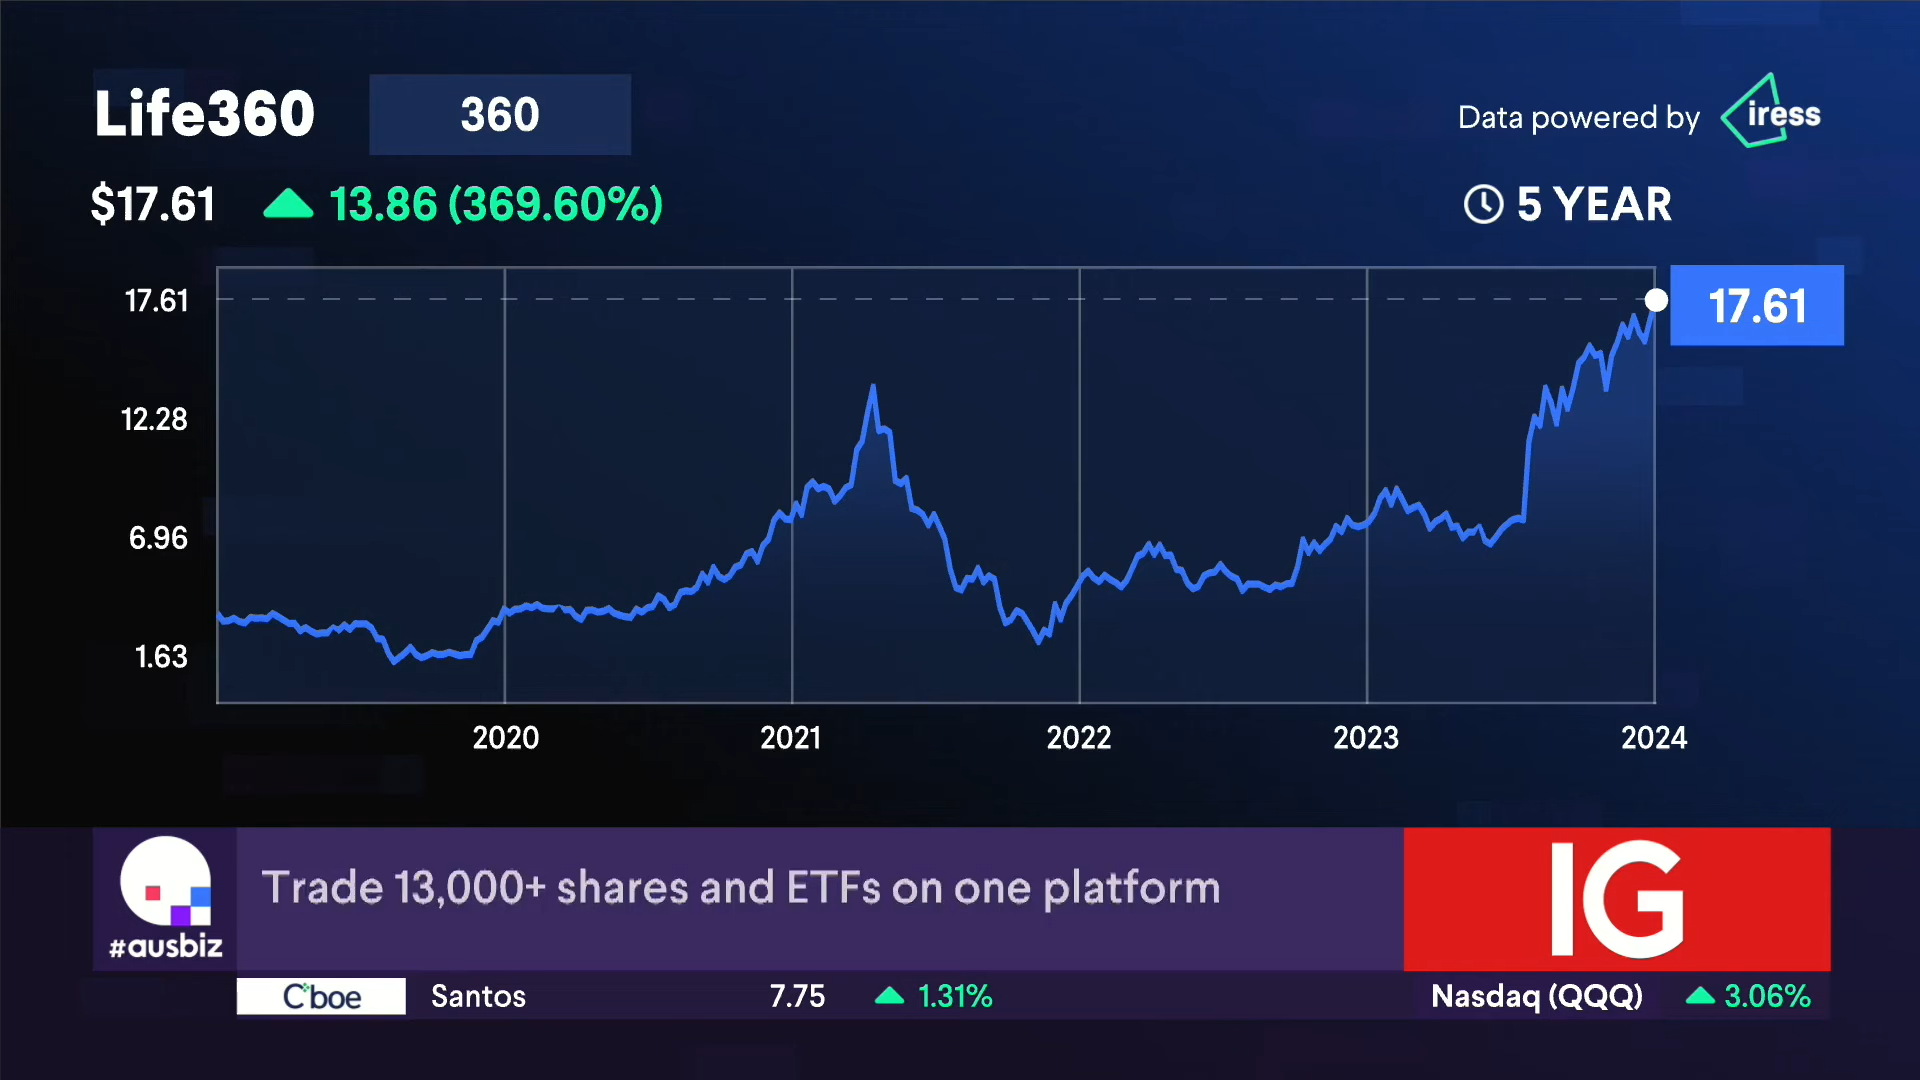 Life360
360
Data powered by iress
$17.61 13.86 (369.60%)
5 YEAR
17.61
17.61
12.28
6.96
1.63
2020 2021 2022 2023 2024
Trade 13,000+ shares and ETFs on one platform
IG
#ausbiz
Cboe Santos 7.75 1.31% Nasdaq (QQQ) 3.06%